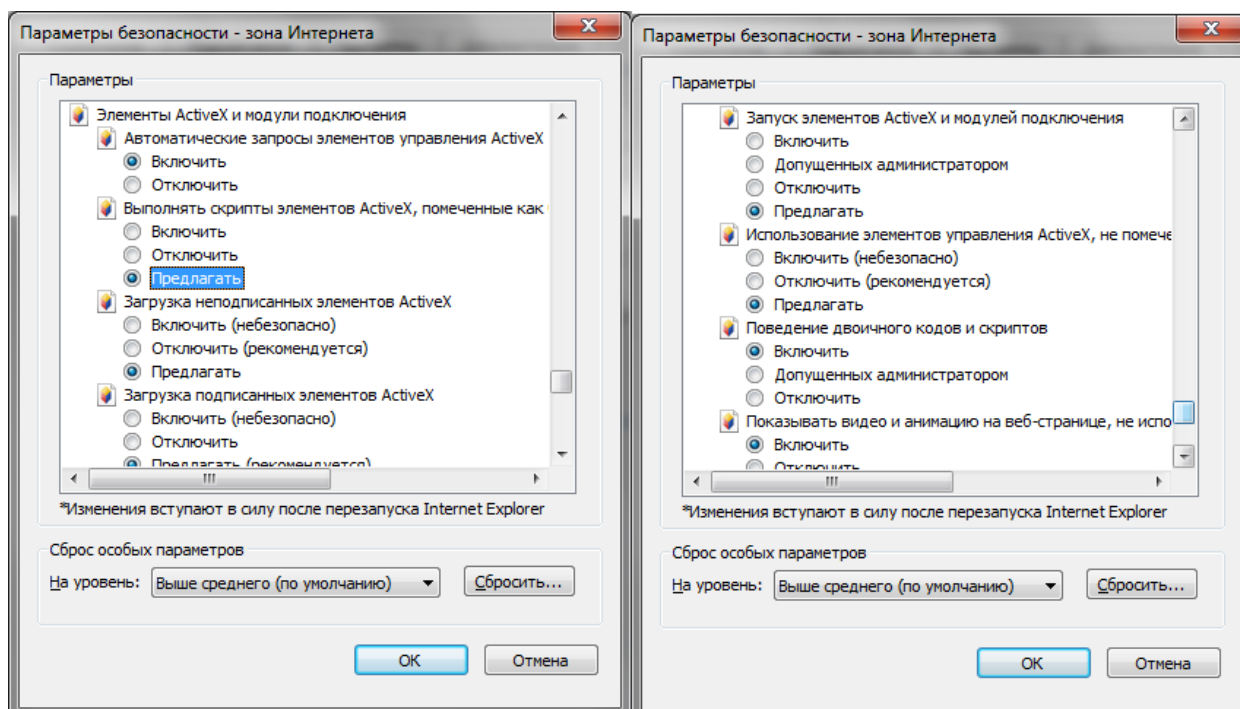 Параметры безопасности - зона Интернета
Параметры
Элементы ActiveX и модули подключения
Автоматические запросы элементов управления ActiveX
Включить
Отключить
Выполнять скрипты элементов ActiveX, помеченные как
Включить
Отключить
Предлагать
Загрузка неподписанных элементов ActiveX
Включить (небезопасно)
Отключить (рекомендуется)
Предлагать
Загрузка подписанных элементов ActiveX
Включить (небезопасно)
Отключить
Предлагать (рекомендуется)
*Изменения вступают в силу после перезапуска Internet Explorer
Сброс особых параметров
На уровень: Выше среднего (по умолчанию) Сбросить...
ОК Отмена
Параметры безопасности - зона Интернета
Параметры
Запуск элементов ActiveX и модулей подключения
Включить
Допущенных администратором
Отключить
Предлагать
Использование элементов управления ActiveX, не помече
Включить (небезопасно)
Отключить (рекомендуется)
Предлагать
Поведение двоичного кодов и скриптов
Включить
Допущенных администратором
Отключить
Показывать видео и анимацию на веб-странице, не испо
Включить
Отключить
*Изменения вступают в силу после перезапуска Internet Explorer
Сброс особых параметров
На уровень: Выше среднего (по умолчанию) Сбросить...
ОК Отмена